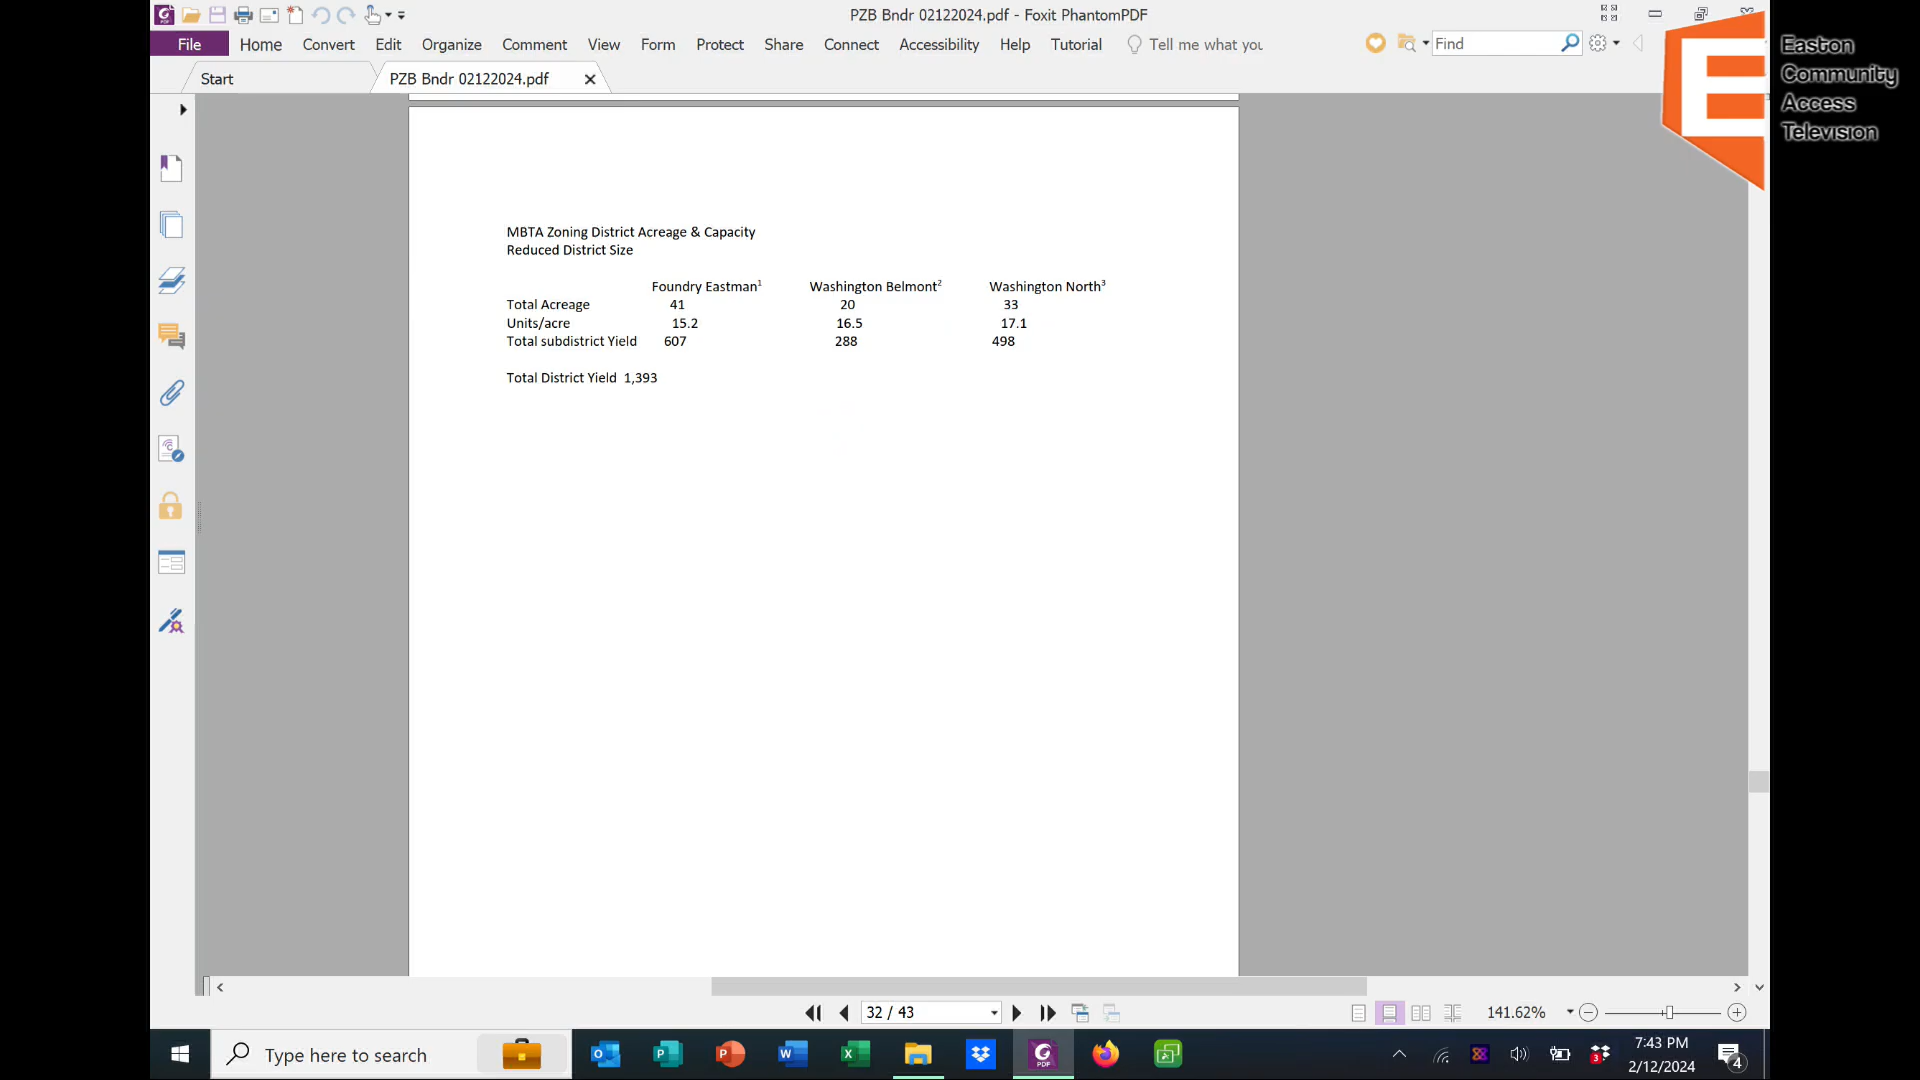 PZB Bndr 02122024.pdf - Foxit PhantomPDF
File Home Convert Edit Organize Comment View Form Protect Share Connect Accessibility Help Tutorial Tell me what you Find
Start PZB Bndr 02122024.pdf
Easton
Community
Access
Television
MBTA Zoning District Acreage & Capacity
Reduced District Size
Foundry Eastman1 Washington Belmont2 Washington North3
Total Acreage 41 20 33
Units/acre 15.2 16.5 17.1
Total subdistrict Yield 607 288 498
Total District Yield 1,393
32 / 43 141.62%
Type here to search
7:43 PM
2/12/2024
4
3